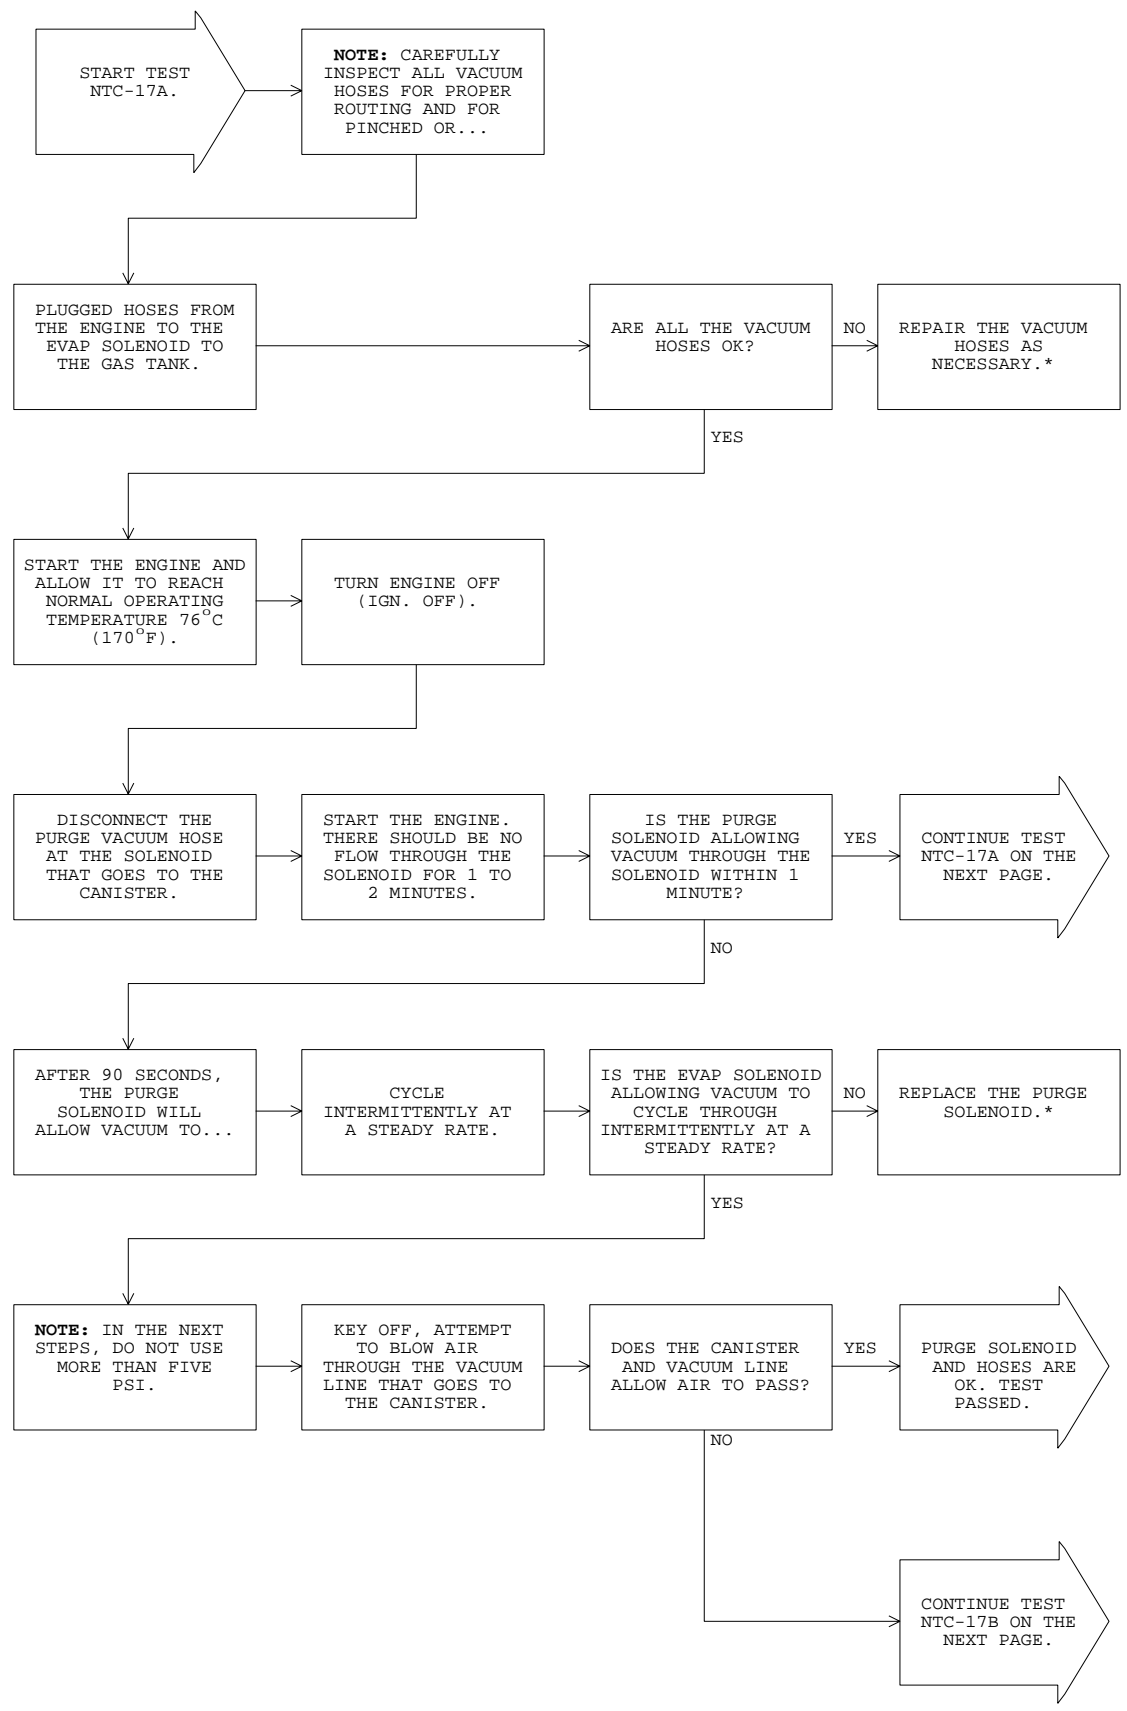 START TEST
NTC-17A.
NOTE: CAREFULLY
INSPECT ALL VACUUM
HOSES FOR PROPER
ROUTING AND FOR
PINCHED OR...
PLUGGED HOSES FROM
THE ENGINE TO THE
EVAP SOLENOID TO
THE GAS TANK.
ARE ALL THE VACUUM
HOSES OK?
NO
REPAIR THE VACUUM
HOSES AS
NECESSARY.*
YES
START THE ENGINE AND
ALLOW IT TO REACH
NORMAL OPERATING
TEMPERATURE 76°C
(170°F).
TURN ENGINE OFF
(IGN. OFF).
DISCONNECT THE
PURGE VACUUM HOSE
AT THE SOLENOID
THAT GOES TO THE
CANISTER.
START THE ENGINE.
THERE SHOULD BE NO
FLOW THROUGH THE
SOLENOID FOR 1 TO
2 MINUTES.
IS THE PURGE
SOLENOID ALLOWING
VACUUM THROUGH THE
SOLENOID WITHIN 1
MINUTE?
YES
CONTINUE TEST
NTC-17A ON THE
NEXT PAGE.
NO
AFTER 90 SECONDS,
THE PURGE
SOLENOID WILL
ALLOW VACUUM TO...
CYCLE
INTERMITTENTLY AT
A STEADY RATE.
IS THE EVAP SOLENOID
ALLOWING VACUUM TO
CYCLE THROUGH
INTERMITTENTLY AT A
STEADY RATE?
NO
REPLACE THE PURGE
SOLENOID.*
YES
NOTE: IN THE NEXT
STEPS, DO NOT USE
MORE THAN FIVE
PSI.
KEY OFF, ATTEMPT
TO BLOW AIR
THROUGH THE VACUUM
LINE THAT GOES TO
THE CANISTER.
DOES THE CANISTER
AND VACUUM LINE
ALLOW AIR TO PASS?
YES
PURGE SOLENOID
AND HOSES ARE
OK. TEST
PASSED.
NO
CONTINUE TEST
NTC-17B ON THE
NEXT PAGE.